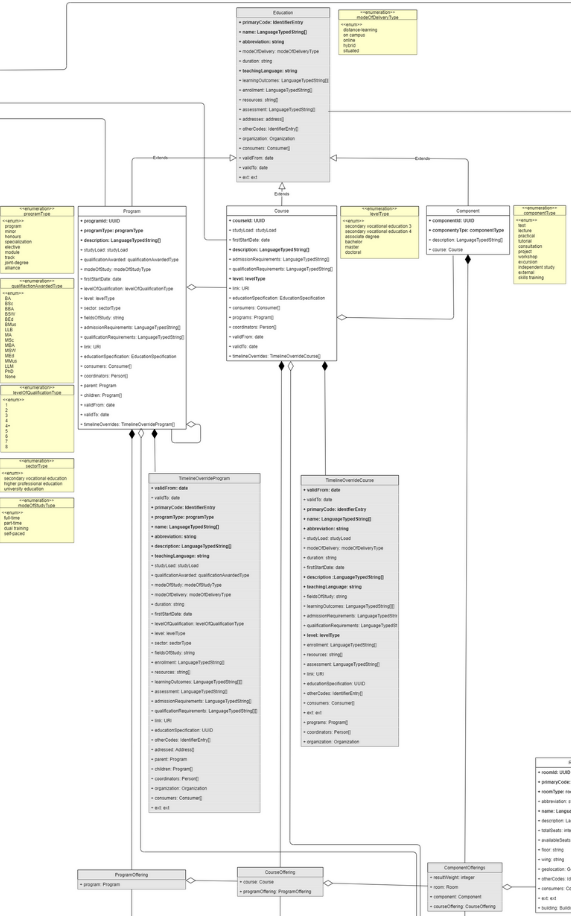 Education
+ primaryCode: IdentifierEntry
+ name: LanguageTypedString[]
+ abbreviation: string
+ modeOfDelivery: modeOfDeliveryType
+ duration: string
+ teachingLanguage: string
+ learningOutcomes: LanguageTypedString[]
+ enrolment: LanguageTypedString[]
+ resources: string[]
+ assessment: LanguageTypedString[]
+ addresses: address[]
+ otherCodes: IdentifierEntry[]
+ organization: Organization
+ consumers: Consumer[]
+ validFrom: date
+ validTo: date
+ ext: ext
<<enumeration>>
modeOfDeliveryType
<<enum>>
distance-learning
on campus
online
hybrid
situated
Extends
Extends
Extends
<<enumeration>>
programType
<<enum>>
program
minor
honours
specialization
elective
module
track
joint-degree
alliance
<<enumeration>>
qualificationAwardedType
<<enum>>
BA
BSc
BBA
BSW
BEd
BMus
LLB
MA
MSc
MBA
MSW
MEd
MMus
LLM
PhD
None
<<enumeration>>
levelOfQualificationType
<<enum>>
1
2
3
4
4+
5
6
7
8
<<enumeration>>
sectorType
<<enum>>
secondary vocational education
higher professional education
university education
<<enumeration>>
modeOfStudyType
<<enum>>
full-time
part-time
dual training
self-paced
Program
+ programId: UUID
+ programType: programType
+ description: LanguageTypedString[]
+ studyLoad: studyLoad
+ qualificationAwarded: qualificationAwardedType
+ modeOfStudy: modeOfStudyType
+ firstStartDate: date
+ levelOfQualification: levelOfQualificationType
+ level: levelType
+ sector: sectorType
+ fieldsOfStudy: string
+ admissionRequirements: LanguageTypedString[]
+ qualificationRequirements: LanguageTypedString[]
+ link: URI
+ educationSpecification: EducationSpecification
+ consumers: Consumer[]
+ coordinators: Person[]
+ parent: Program
+ children: Program[]
+ validFrom: date
+ validTo: date
+ timelineOverrides: TimelineOverrideProgram[]
Course
+ courseId: UUID
+ studyLoad: studyLoad
+ firstStartDate: date
+ description: LanguageTypedString[]
+ admissionRequirements: LanguageTypedString[]
+ qualificationRequirements: LanguageTypedString[]
+ level: levelType
+ link: URI
+ educationSpecification: EducationSpecification
+ consumers: Consumer[]
+ programs: Program[]
+ coordinators: Person[]
+ validFrom: date
+ validTo: date
+ timelineOverrides: TimelineOverrideCourse[]
<<enumeration>>
levelType
<<enum>>
secondary vocational education 3
secondary vocational education 4
associate degree
bachelor
master
doctoral
Component
+ componentId: UUID
+ componentyTpe: componentType
+ description: LanguageTypedString[]
+ course: Course
<<enumeration>>
componentType
<<enum>>
test
lecture
practical
tutorial
consultation
project
workshop
excursion
independent study
external
skills training
TimelineOverrideProgram
+ validFrom: date
+ validTo: date
+ primaryCode: identifierEntry
+ programType: programType
+ name: LanguageTypedString[]
+ abbreviation: string
+ description: LanguageTypedString[]
+ teachingLanguage: string
+ studyLoad: studyLoad
+ qualificationAwarded: qualificationAwardedType
+ modeOfStudy: modeOfStudyType
+ modeOfDelivery: modeOfDeliveryType
+ duration: string
+ firstStartDate: date
+ levelOfQualification: levelOfQualificationType
+ level: levelType
+ sector: sectorType
+ fieldsOfStudy: string
+ enrolment: LanguageTypedString[]
+ resources: string[]
+ learningOutcomes: LanguageTypedString[][]
+ assessment: LanguageTypedString[]
+ admissionRequirements: LanguageTypedString[]
+ qualificationRequirements: LanguageTypedString[][]
+ link: URI
+ educationSpecification: UUID
+ otherCodes: IdentifierEntry[]
+ adressed: Address[]
+ parent: Program
+ children: Program[]
+ coordinators: Person[]
+ organization: Organization
+ consumers: Consumer[]
+ ext: ext
TimelineOverrideCourse
+ validFrom: date
+ validTo: date
+ primaryCode: identifierEntry
+ name: LanguageTypedString[]
+ abbreviation: string
+ studyLoad: studyLoad
+ modeOfDelivery: modeOfDeliveryType
+ duration: string
+ firstStartDate: date
+ description: LanguageTypedString[]
+ teachingLanguage: string
+ fieldsOfStudy: string
+ learningOutcomes: LanguageTypedString[][]
+ admissionRequirements: LanguageTypedStrin
+ qualificationRequirements: LanguageTypedStr
+ level: levelType
+ enrolment: LanguageTypedString[]
+ resources: string[]
+ assessment: LanguageTypedString[]
+ link: URI
+ educationSpecification: UUID
+ otherCodes: IdentifierEntry[]
+ consumers: Consumer[]
+ ext: ext
+ programs: Program[]
+ coordinators: Person[]
+ organization: Organization
+ roomId: UUID
+ primaryCode:
+ roomType: ro
+ abbreviation: s
+ name: Languag
+ description: La
+ totalSeats: inte
+ availableSeats
+ floor: string
+ wing: string
+ geolocation: G
+ otherCodes: Id
+ consumers: Co
+ ext: ext
+ building: Buildi
ProgramOffering
+ program: Program
CourseOffering
+ course: Course
+ programOffering: ProgramOffering
ComponentOfferings
+ resultWeight: integer
+ room: Room
+ component: Component
+ courseOffering: CourseOffering